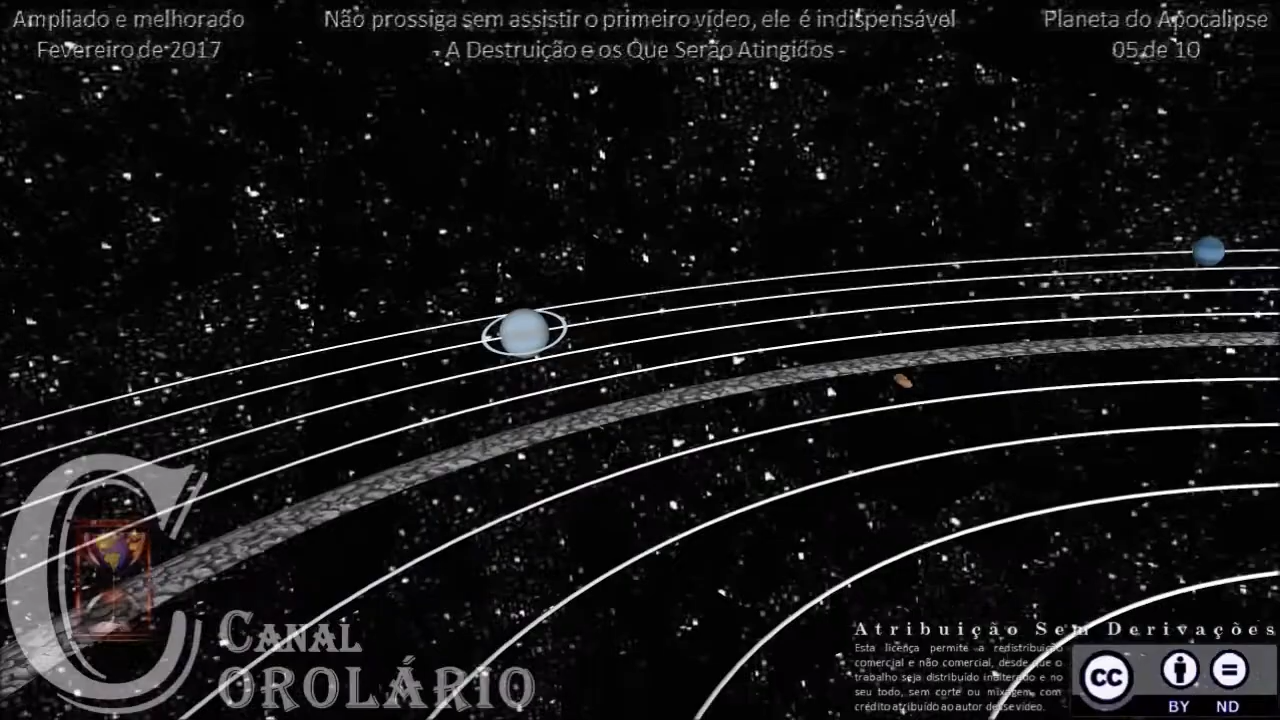 Ampliado e melhorado
Fevereiro de 2017
Não prossiga sem assistir o primeiro vídeo, ele é indispensável
- A Destruição e os Que Serão Atingidos -
Planeta do Apocalipse
05 de 10
Canal
Corolário
Atribuição Sem Derivações
Esta licença permite a redistribuição
comercial e não comercial, desde que o
trabalho seja distribuído inalterado e no
seu todo, sem corte ou mixagem, com
crédito atribuído ao autor desse vídeo.
cc
BY ND